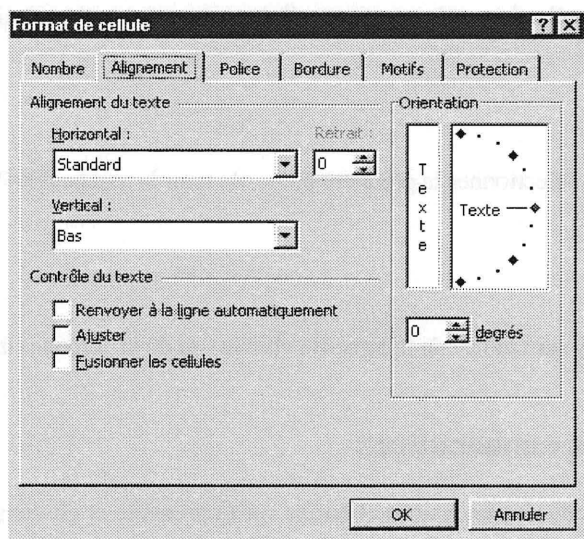 Format de cellule
Nombre Alignement Police Bordure Motifs Protection
Alignement du texte
Horizontal : Retrait :
Standard 0
Vertical :
Bas
Contrôle du texte
Renvoyer à la ligne automatiquement
Ajuster
Fusionner les cellules
Orientation
Texte
Texte
0 degrés
OK Annuler